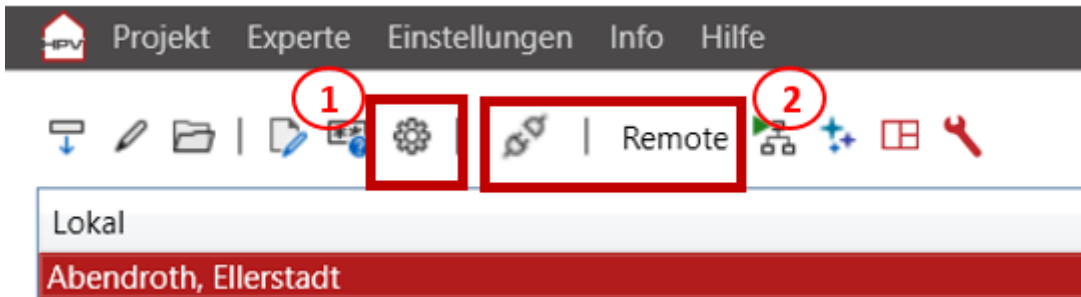 HPV Projekt Experte Einstellungen Info Hilfe
1 2
Remote
Lokal
Abendroth, Ellerstadt